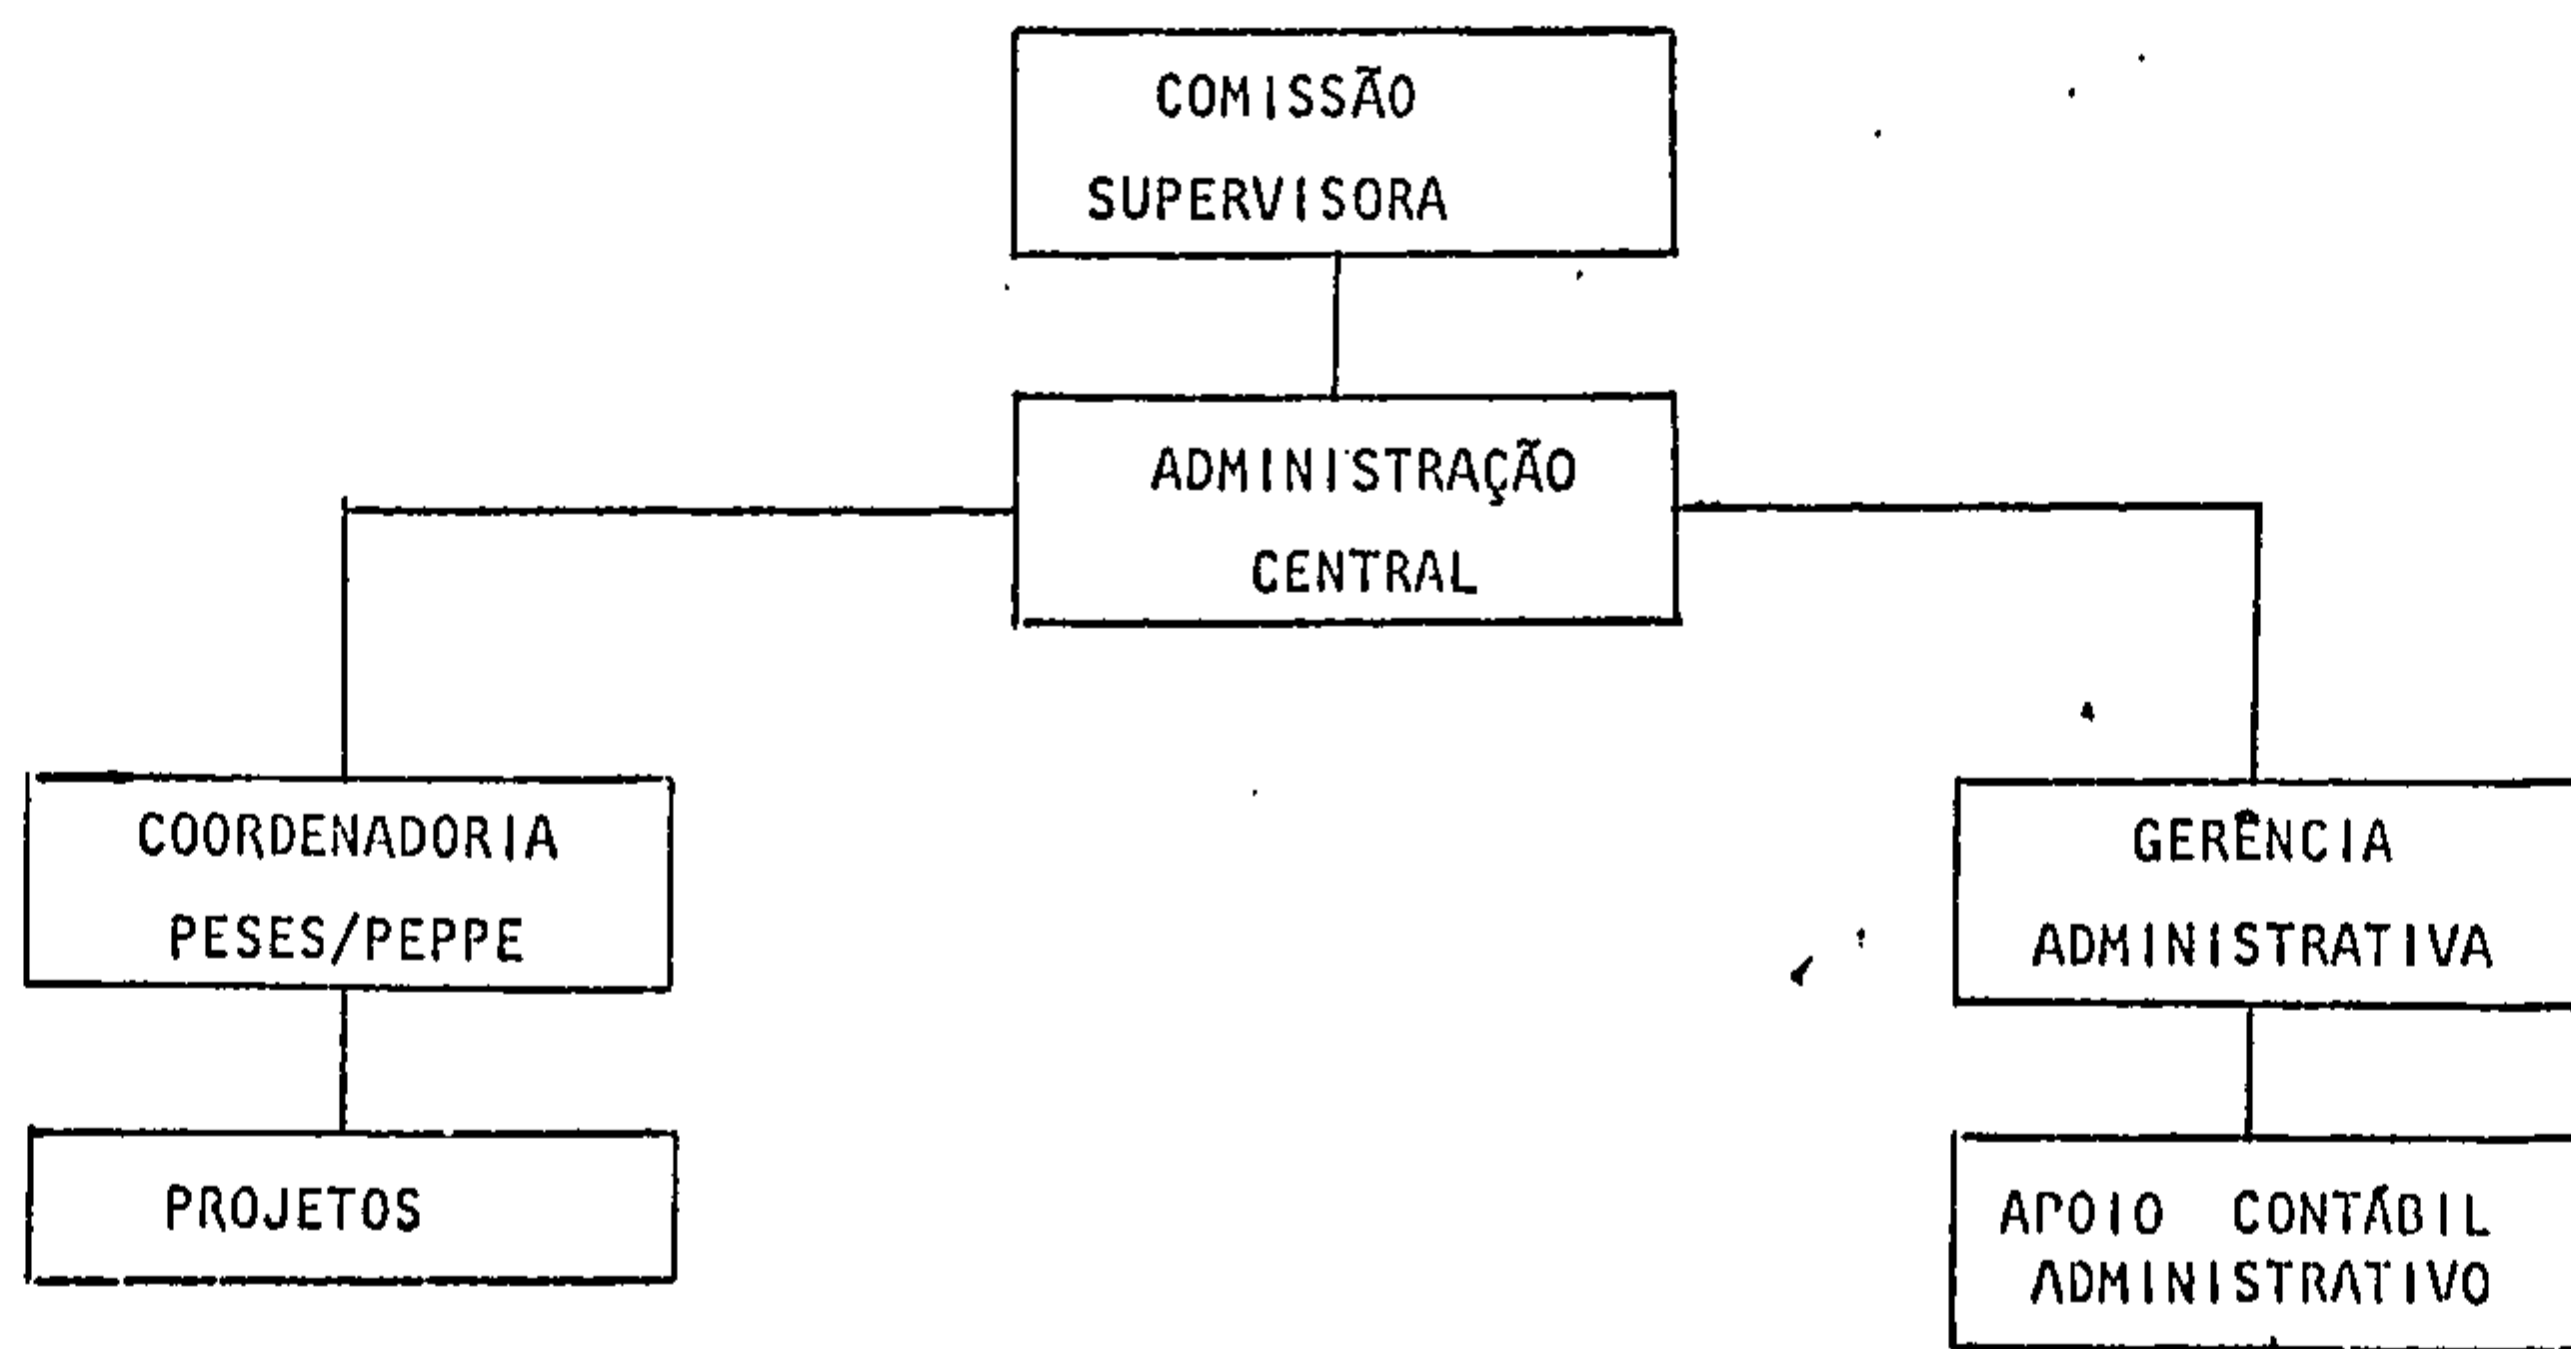 COMISSÃO
SUPERVISORA
ADMINISTRAÇÃO
CENTRAL
COORDENADORIA
PESES/PEPPE
GERÊNCIA
ADMINISTRATIVA
PROJETOS
APOIO CONTÁBIL
ADMINISTRATIVO